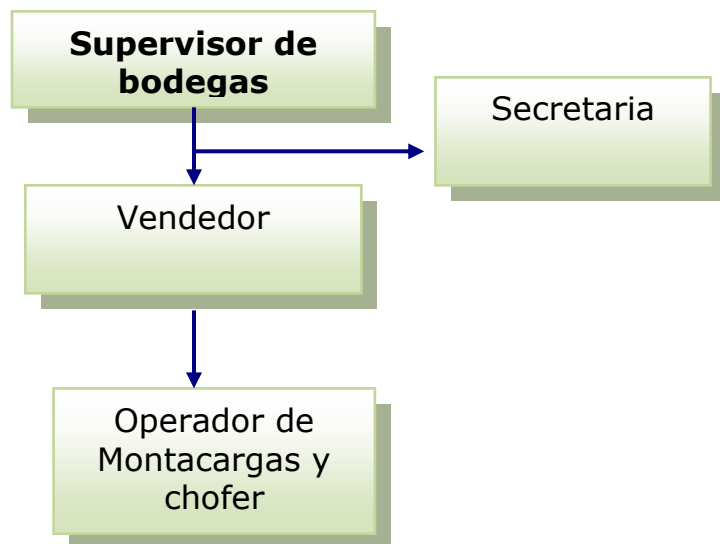 Supervisor de
bodegas
Secretaria
Vendedor
Operador de
Montacargas y
chofer